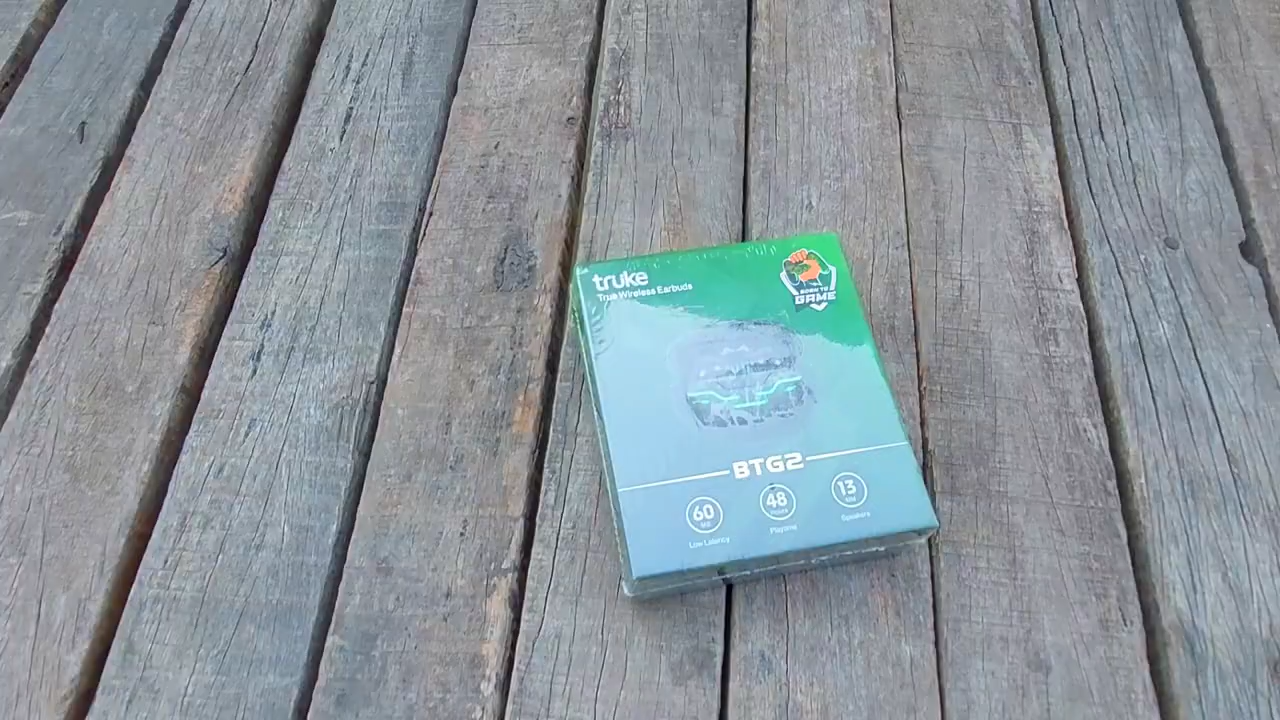 truke
True Wireless Earbuds
BORN TO
GAME
BTG2
60
MS
Low Latency
48
Hours
Playtime
13
MM
Speakers